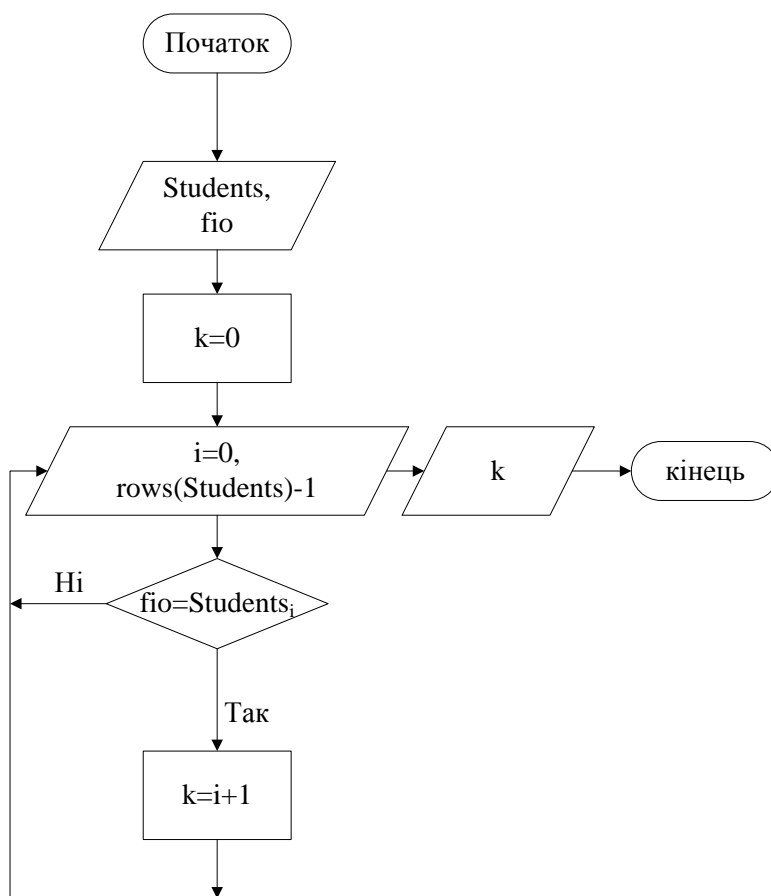 Початок
Students,
fio
k=0
i=0,
rows(Students)-1
k
кінець
Ні
fio=Studentsᵢ
Так
k=i+1